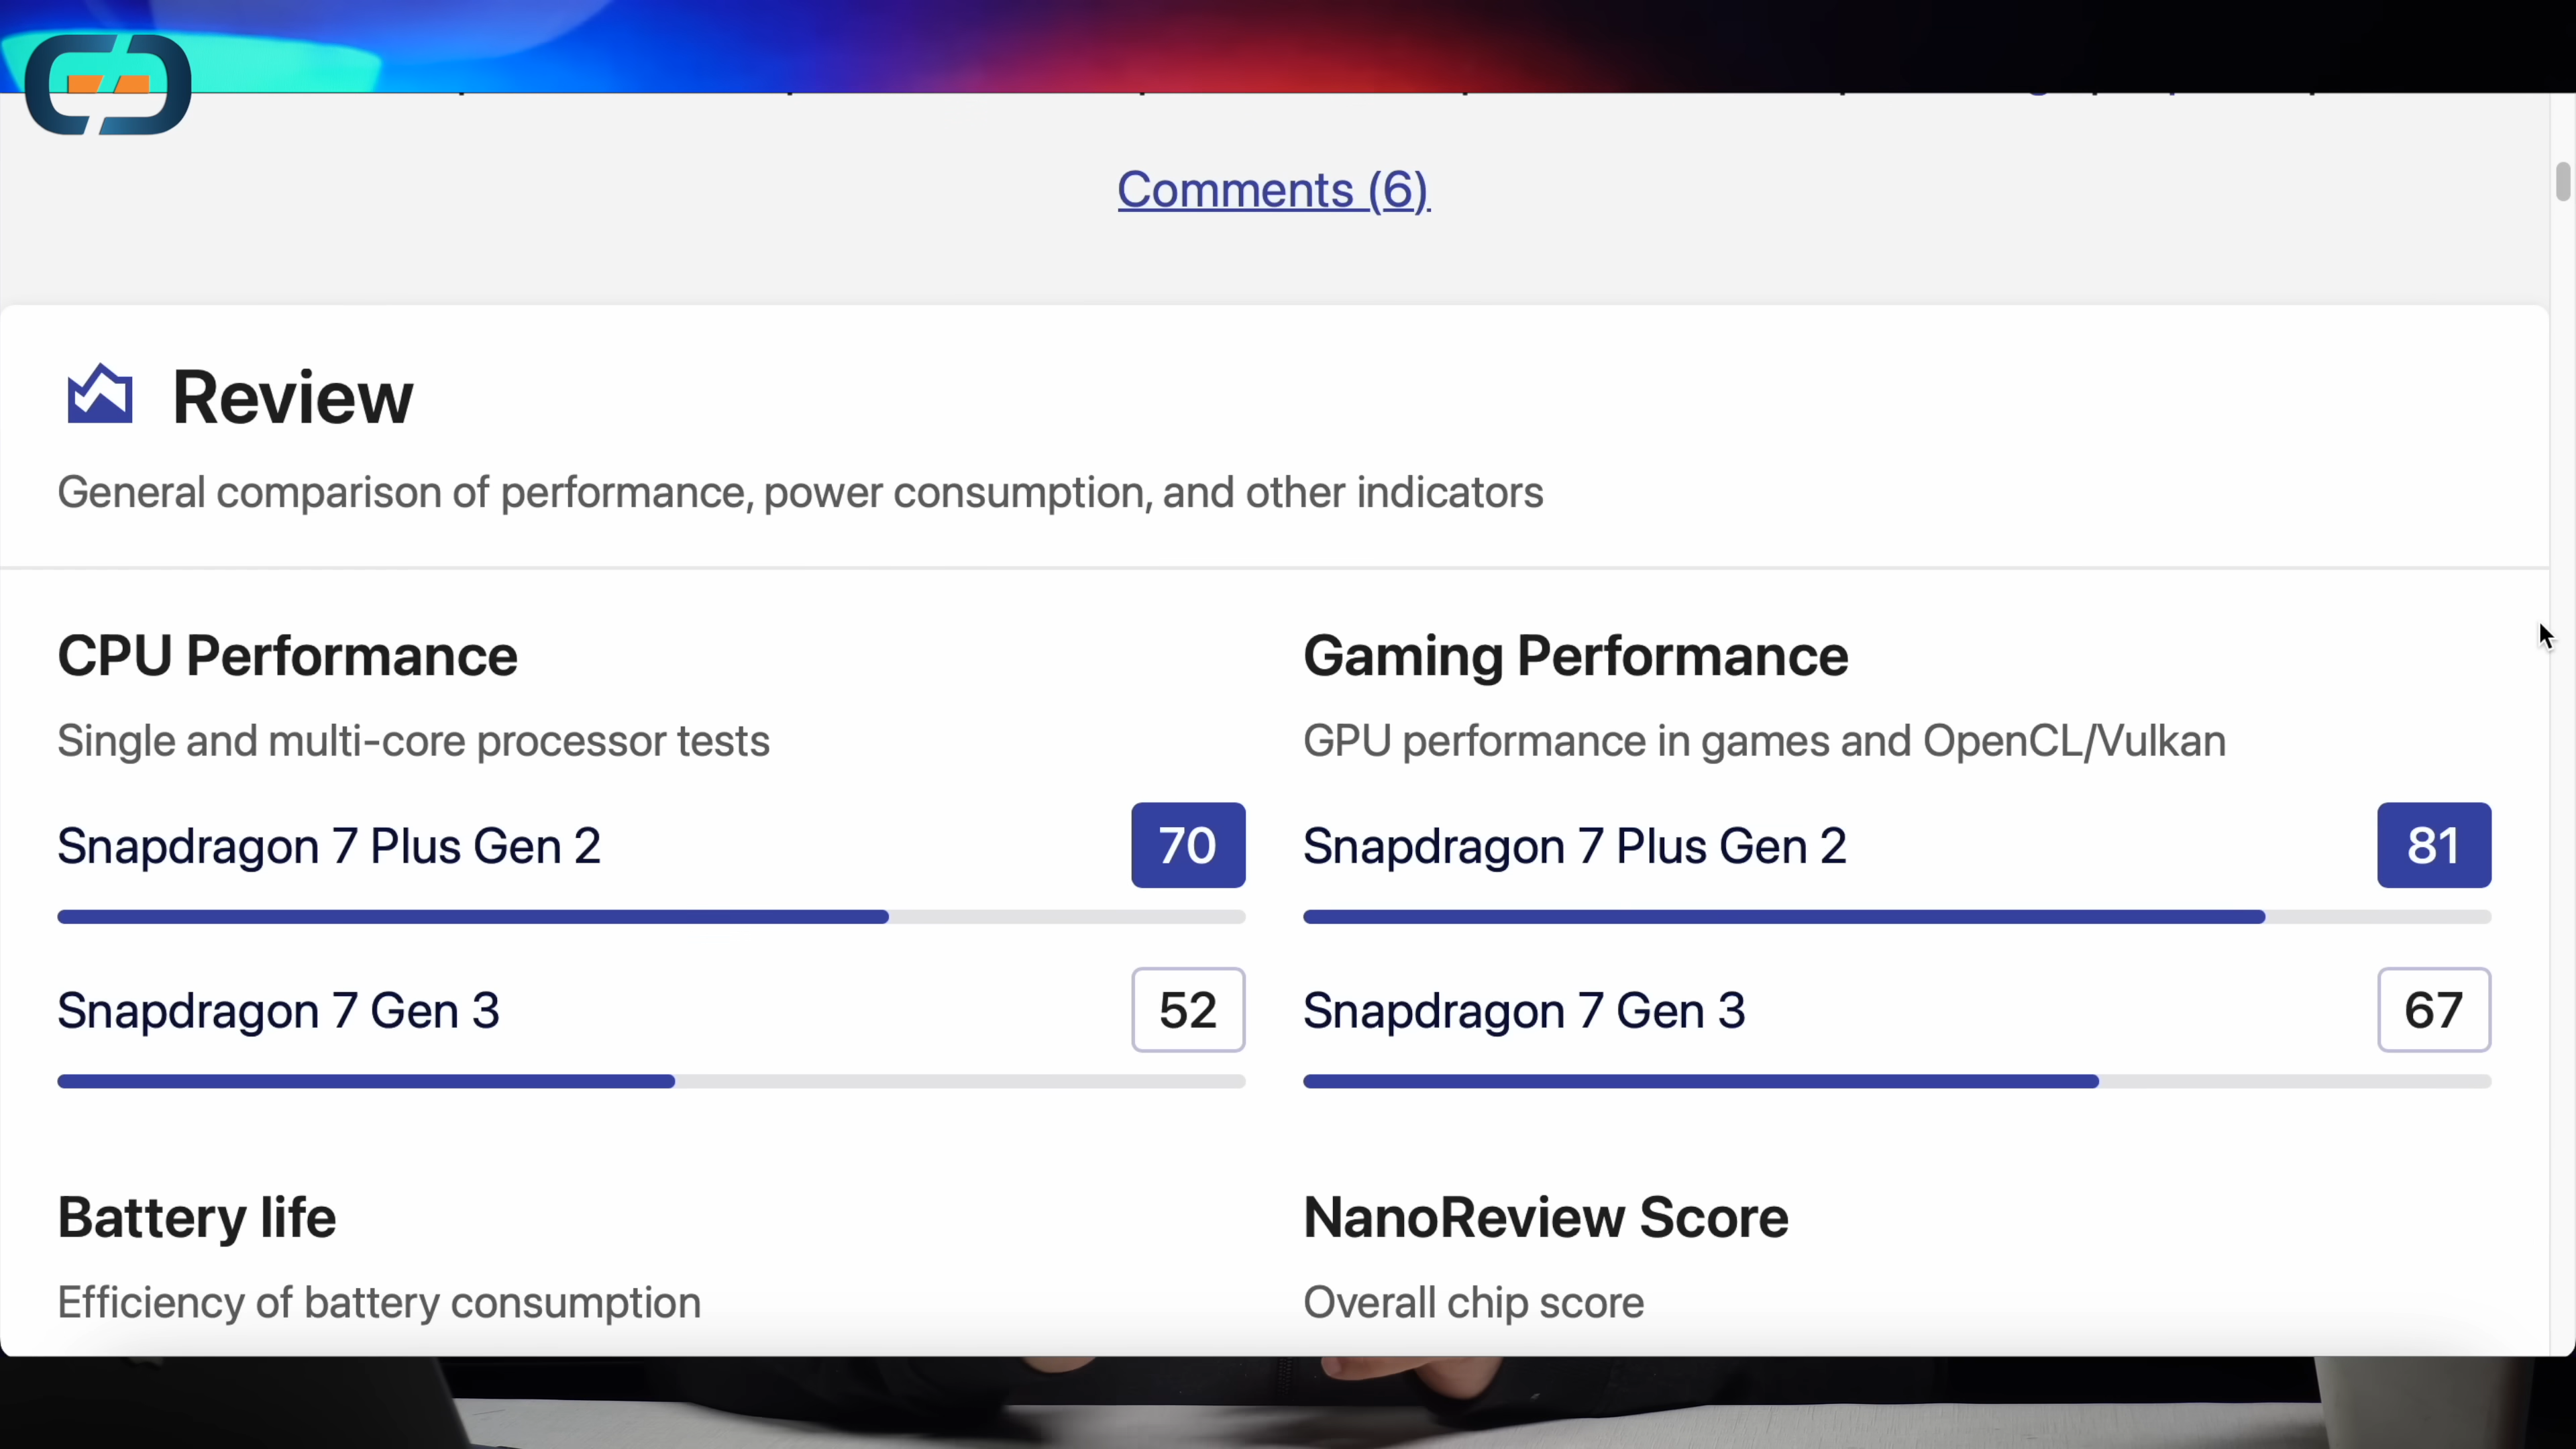 Comments (6)
Review
General comparison of performance, power consumption, and other indicators
CPU Performance
Single and multi-core processor tests
Snapdragon 7 Plus Gen 2
70
Snapdragon 7 Gen 3
52
Gaming Performance
GPU performance in games and OpenCL/Vulkan
Snapdragon 7 Plus Gen 2
81
Snapdragon 7 Gen 3
67
Battery life
Efficiency of battery consumption
NanoReview Score
Overall chip score